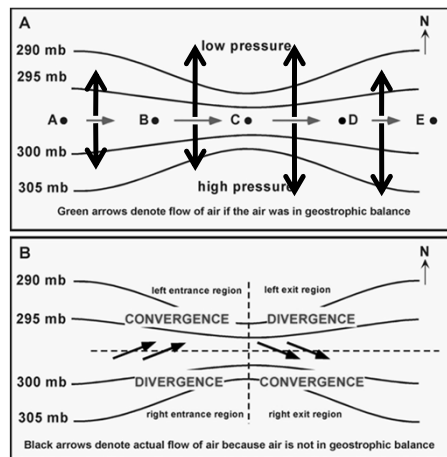 A
N
290 mb
low pressure
295 mb
A
B
C
D
E
300 mb
305 mb
high pressure
Green arrows denote flow of air if the air was in geostrophic balance
B
N
290 mb
left entrance region
left exit region
295 mb
CONVERGENCE
DIVERGENCE
300 mb
DIVERGENCE
CONVERGENCE
305 mb
right entrance region
right exit region
Black arrows denote actual flow of air because air is not in geostrophic balance